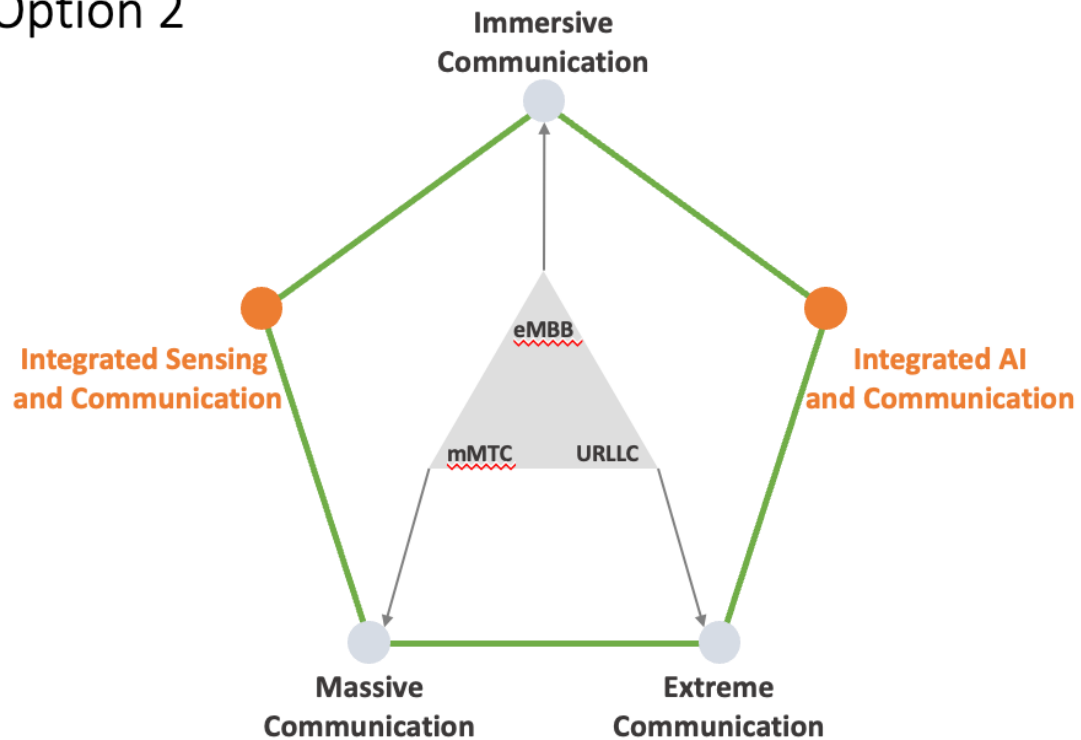 Option 2
Immersive
Communication
eMBB
Integrated Sensing
and Communication
Integrated AI
and Communication
mMTC
URLLC
Massive
Communication
Extreme
Communication